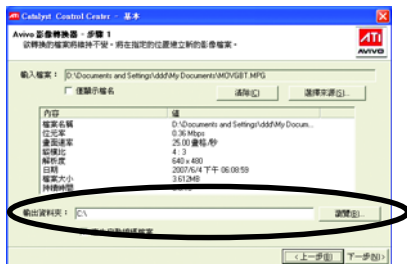 ATI Catalyst Control Center - 基本
Avivo 影像轉換器 - 步驟 1
欲轉換的檔案將維持不變。將在指定的位置建立新的影像檔案。
ATI
AVIVO
輸入檔案： D:\Documents and Settings\ddd\My Documents\MOVGBT.MPG
僅顯示檔名 清除(C) 選擇來源(S)...
內容 值
檔案名稱 D:\Documents and Settings\ddd\My Docum...
位元率 0.36 Mbps
畫面速率 25.00 畫格/秒
縱橫比 4 : 3
解析度 640 x 480
日期 2007/6/4 下午 06:08:59
檔案大小 3.612MB
持續時間
輸出資料夾： C:\ 瀏覽(B)...
<上一步(B) 下一步(N)>